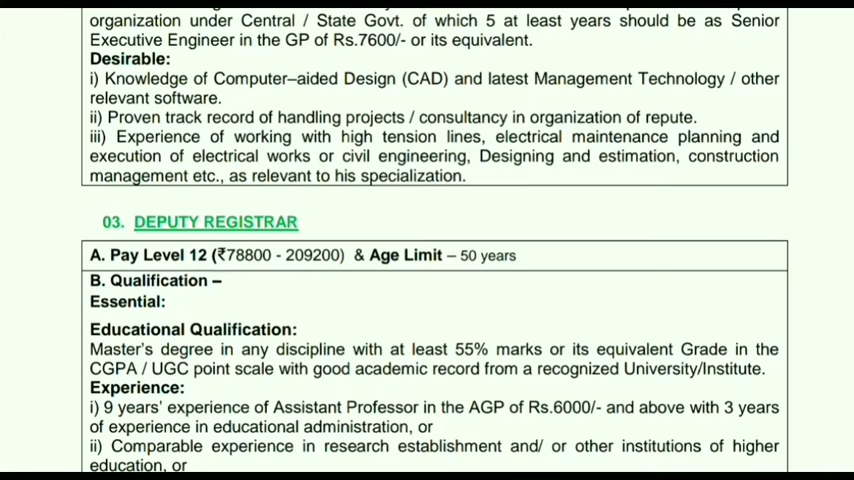 organization under Central / State Govt. of which 5 at least years should be as Senior
Executive Engineer in the GP of Rs.7600/- or its equivalent.
Desirable:
i) Knowledge of Computer–aided Design (CAD) and latest Management Technology / other
relevant software.
ii) Proven track record of handling projects / consultancy in organization of repute.
iii) Experience of working with high tension lines, electrical maintenance planning and
execution of electrical works or civil engineering, Designing and estimation, construction
management etc., as relevant to his specialization.
03. DEPUTY REGISTRAR
A. Pay Level 12 (₹78800 - 209200) & Age Limit – 50 years
B. Qualification –
Essential:
Educational Qualification:
Master's degree in any discipline with at least 55% marks or its equivalent Grade in the
CGPA / UGC point scale with good academic record from a recognized University/Institute.
Experience:
i) 9 years' experience of Assistant Professor in the AGP of Rs.6000/- and above with 3 years
of experience in educational administration, or
ii) Comparable experience in research establishment and/ or other institutions of higher
education, or